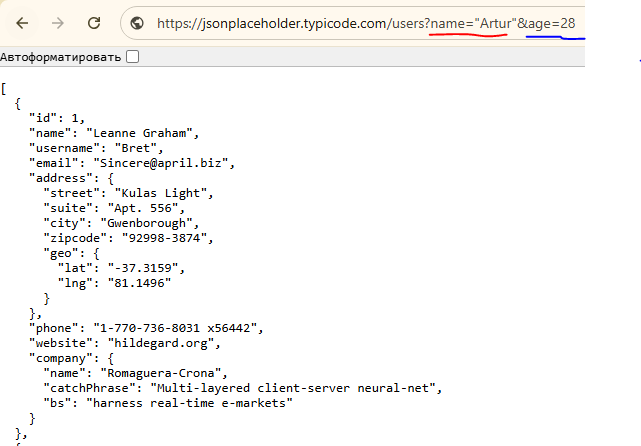 https://jsonplaceholder.typicode.com/users?name="Artur"&age=28
Автоформатировать
[
  {
    "id": 1,
    "name": "Leanne Graham",
    "username": "Bret",
    "email": "Sincere@april.biz",
    "address": {
      "street": "Kulas Light",
      "suite": "Apt. 556",
      "city": "Gwenborough",
      "zipcode": "92998-3874",
      "geo": {
        "lat": "-37.3159",
        "lng": "81.1496"
      }
    },
    "phone": "1-770-736-8031 x56442",
    "website": "hildegard.org",
    "company": {
      "name": "Romaguera-Crona",
      "catchPhrase": "Multi-layered client-server neural-net",
      "bs": "harness real-time e-markets"
    }
  },